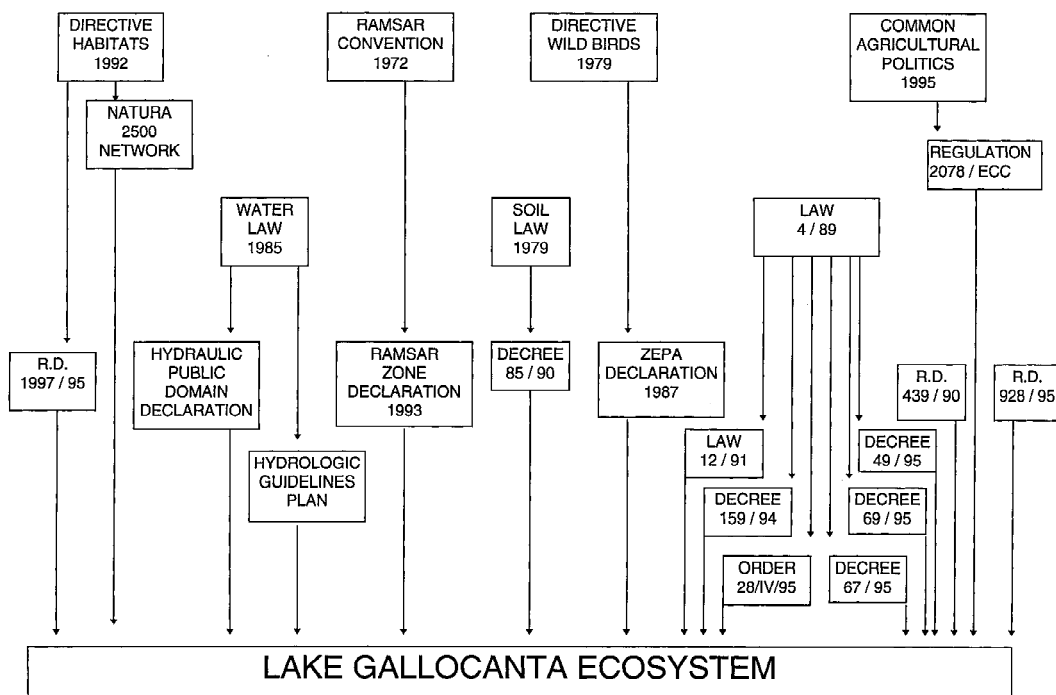 DIRECTIVE
HABITATS
1992
RAMSAR
CONVENTION
1972
DIRECTIVE
WILD BIRDS
1979
COMMON
AGRICULTURAL
POLITICS
1995
NATURA
2500
NETWORK
REGULATION
2078 / ECC
WATER
LAW
1985
SOIL
LAW
1979
LAW
4 / 89
R.D.
1997 / 95
HYDRAULIC
PUBLIC
DOMAIN
DECLARATION
RAMSAR
ZONE
DECLARATION
1993
DECREE
85 / 90
ZEPA
DECLARATION
1987
R.D.
439 / 90
R.D.
928 / 95
HYDROLOGIC
GUIDELINES
PLAN
LAW
12 / 91
DECREE
49 / 95
DECREE
159 / 94
DECREE
69 / 95
ORDER
28/IV/95
DECREE
67 / 95
LAKE GALLOCANTA ECOSYSTEM